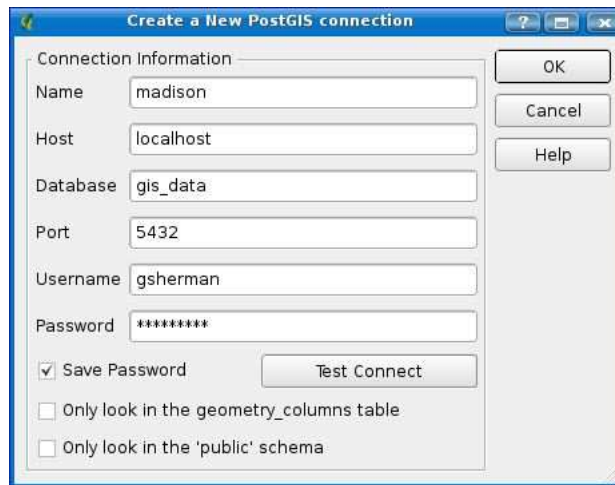 Create a New PostGIS connection
Connection Information
Name madison
Host localhost
Database gis_data
Port 5432
Username gsherman
Password *********
Save Password Test Connect
Only look in the geometry_columns table
Only look in the 'public' schema
OK
Cancel
Help